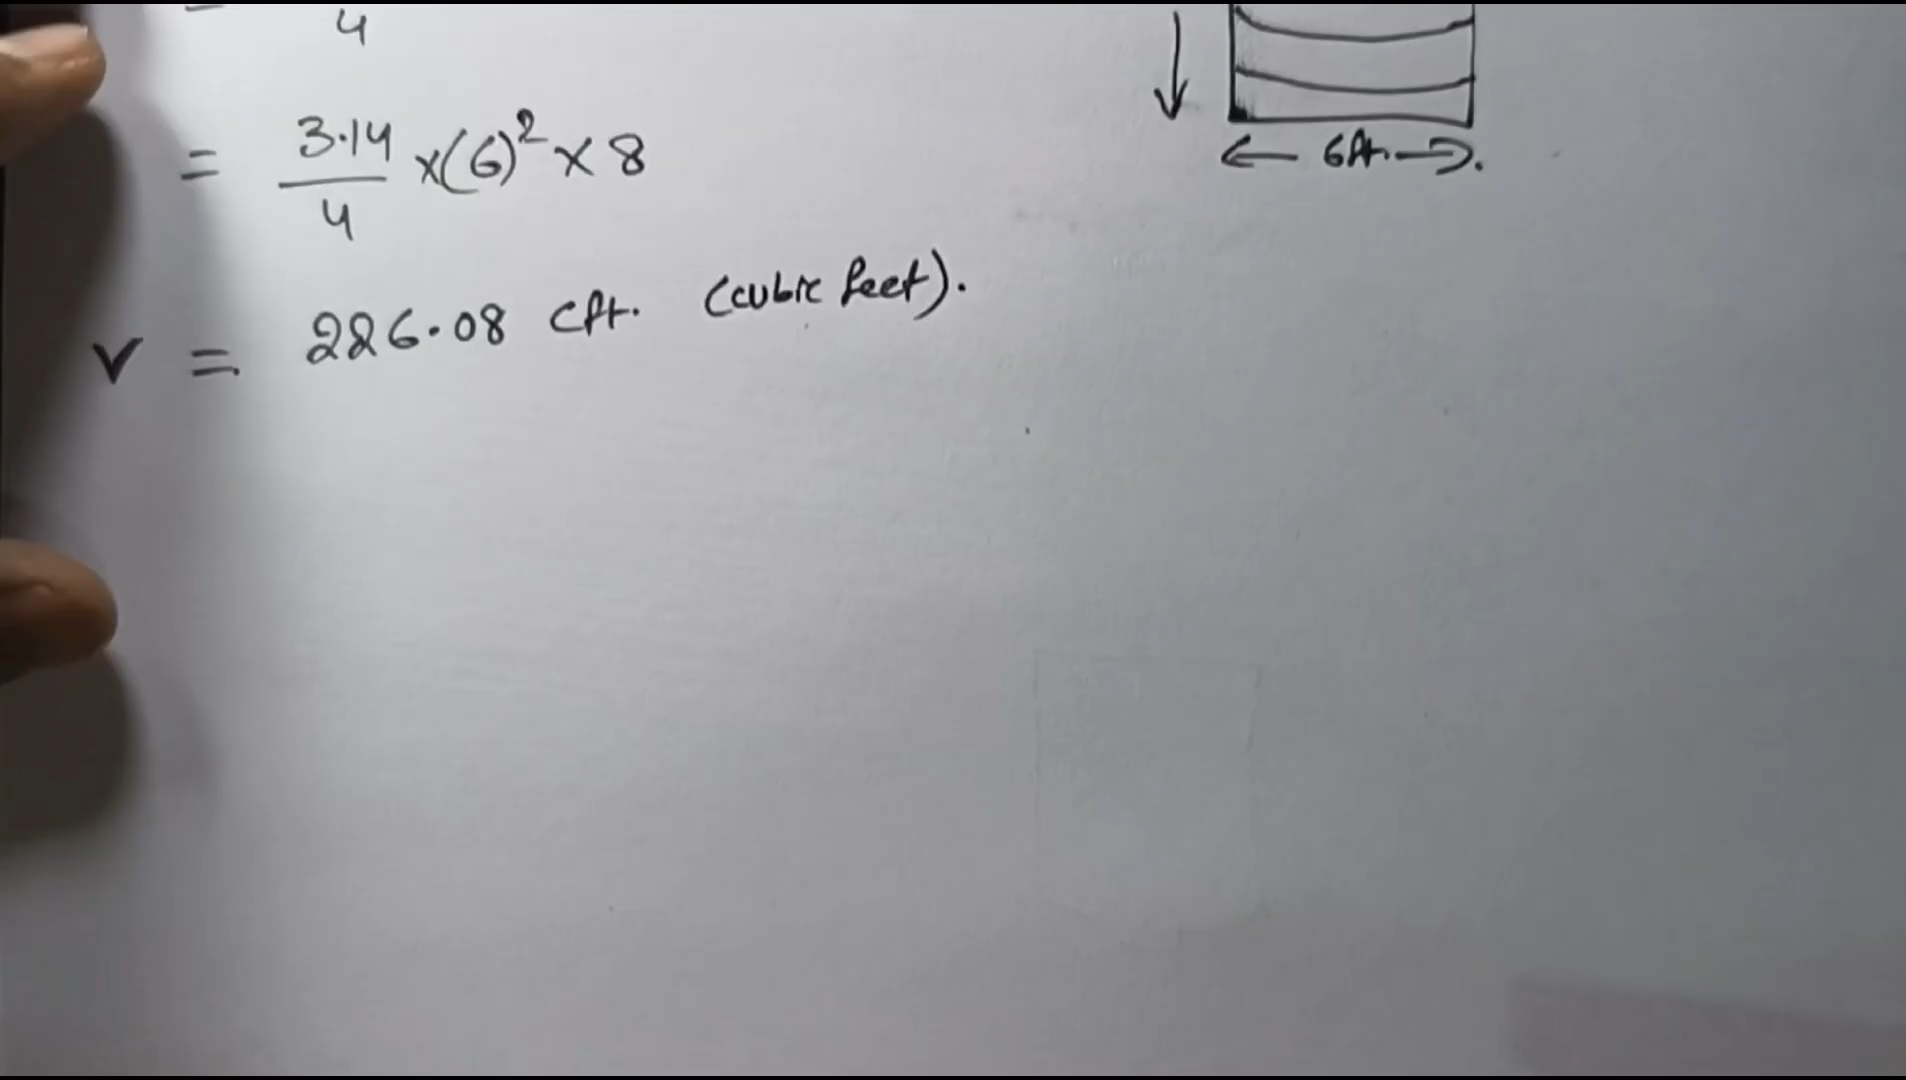 = 4
= 3.14/4 x(6)² x 8
← 6ft. →.
V = 226.08 cft. (cubic feet).